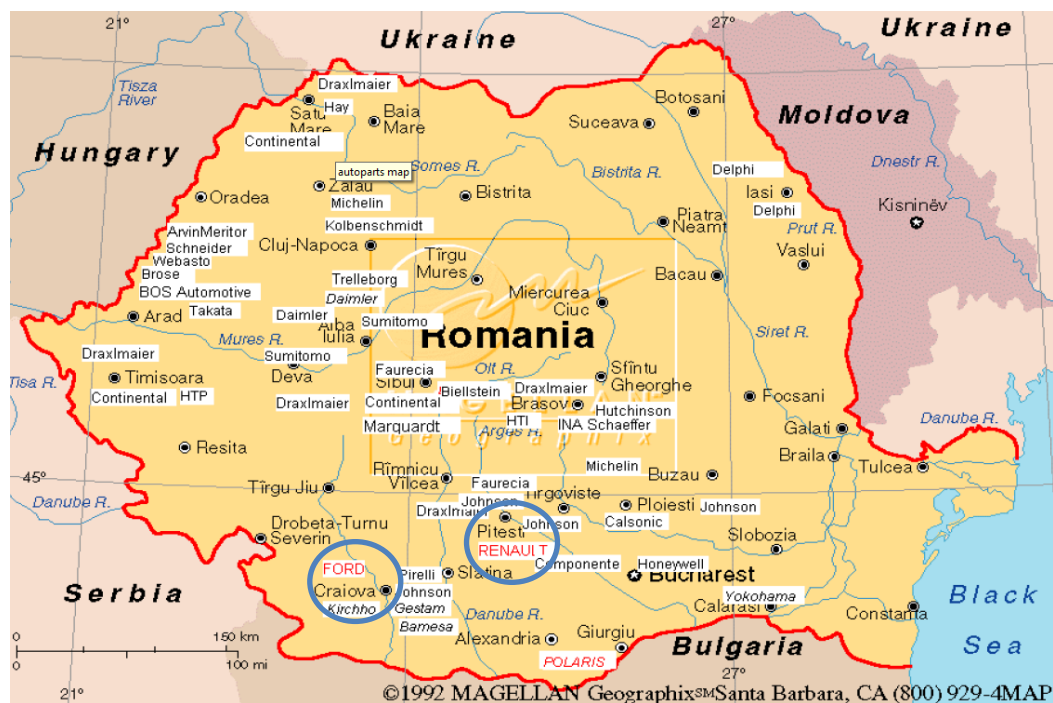 21°
27°
Ukraine
Ukraine
Tisza
River
Draxlmaier
Hay
Satu
Mare
Baia
Mare
Botosani
Suceava
Moldova
Hungary
Continental
Dnestr R.
autoparts map
Somes R.
Bistrita R.
Delphi
Zalau
Bistrita
Iasi
Oradea
Michelin
Delphi
Kisninëv
Piatra
Neamt
Prut R.
Kolbenschmidt
ArvinMeritor
Schneider
Webasto
Cluj-Napoca
Tîrgu
Mures
Vaslui
Brose
Bacau
BOS Automotive
Trelleborg
Miercurea
Ciuc
Daimler
Takata
Arad
Daimler
Sumitomo
Alba
Iulia
Romania
Siret R.
Mures R.
Draxlmaier
Sumitomo
Deva
Faurecia
Olt R.
Sfîntu
Gheorghe
Tisa R.
Timisoara
Sibui
Biellstein
Draxlmaier
Continental
HTP
Draxlmaier
Continental
Brasov
Hutchinson
Focsani
Marquardt
HTI
INA Schaeffer
Danube R.
Geographix
Arges R.
Galati
Resita
Braila
Tulcea
Michelin
Buzau
45°
Rîmnicu
Vîlcea
Tîrgu Jiu
Faurecia
Danube R.
Johnson
Tirgoviste
Ploiesti
Johnson
Draxlmaier
Johnson
Calsonic
Drobeta-Turnu
Severin
Pitesti
RENAULT
Slobozia
FORD
Componente
Honeywell
Pirelli
Slatina
Bucharest
Serbia
Craiova
Johnson
Yokohama
Black
Sea
Kirchho
Gestam
Danube R.
Calarasi
Constanta
Bamesa
0
150 km
Alexandria
Giurgiu
Bulgaria
0
100 mi
POLARIS
27°
21°
©1992 MAGELLAN Geographix℠Santa Barbara, CA (800) 929-4MAP